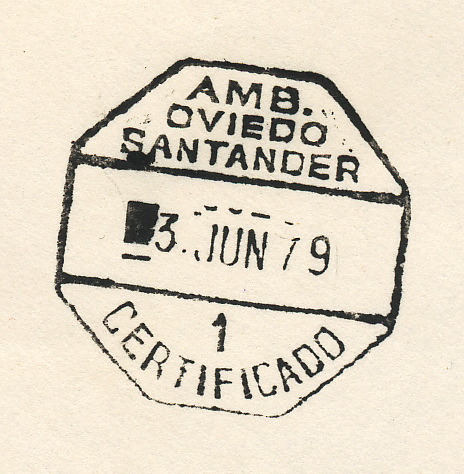 AMB.
OVIEDO
SANTANDER
3. JUN 79
1
CERTIFICADO